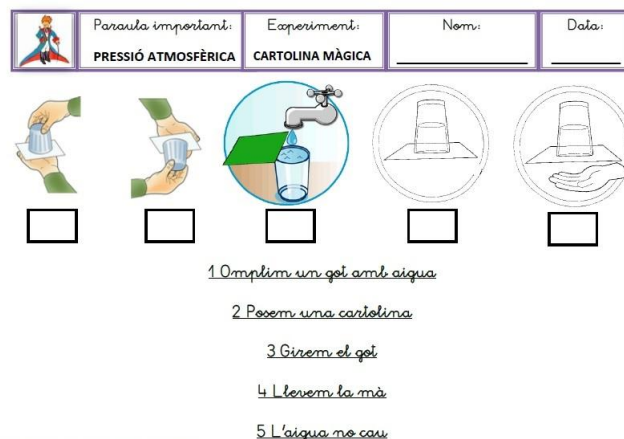 Paraula important:
PRESSIÓ ATMOSFÈRICA
Experiment:
CARTOLINA MÀGICA
Nom:
Data:
1 Omplim un got amb aigua
2 Posem una cartolina
3 Girem el got
4 Llevem la mà
5 L'aigua no cau